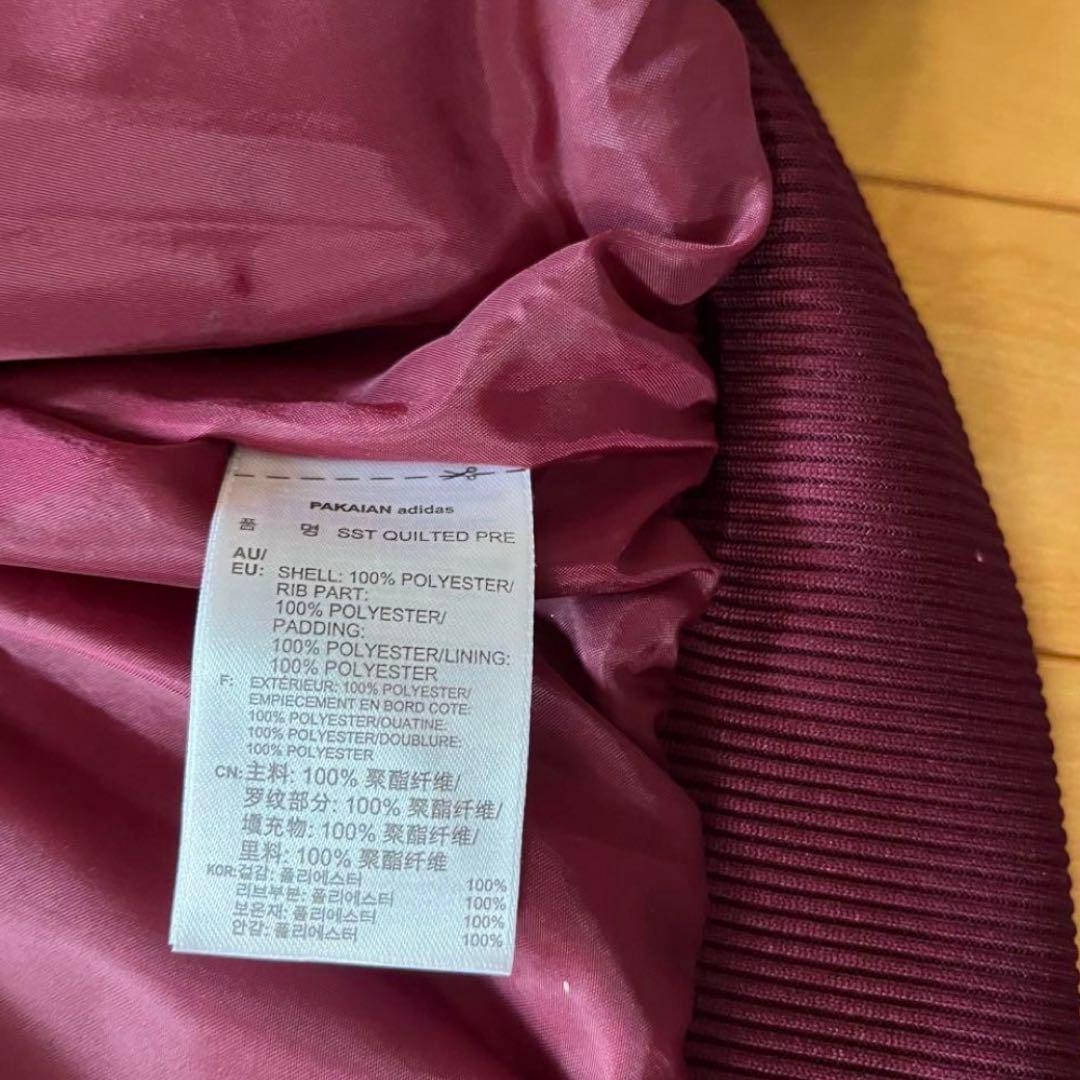 PAKAIAN adidas
품 명 SST QUILTED PRE
AU/
EU: SHELL: 100% POLYESTER/
RIB PART:
100% POLYESTER/
PADDING:
100% POLYESTER/LINING:
100% POLYESTER
F: EXTÉRIEUR: 100% POLYESTER/
EMPIECEMENT EN BORD COTE:
100% POLYESTER/OUATINE:
100% POLYESTER/DOUBLURE:
100% POLYESTER
CN: 主料: 100% 聚酯纤维/
罗纹部分: 100% 聚酯纤维/
填充物: 100% 聚酯纤维/
里料: 100% 聚酯纤维
KOR: 겉감: 폴리에스터 100%
리브부분: 폴리에스터 100%
보온재: 폴리에스터 100%
안감: 폴리에스터 100%